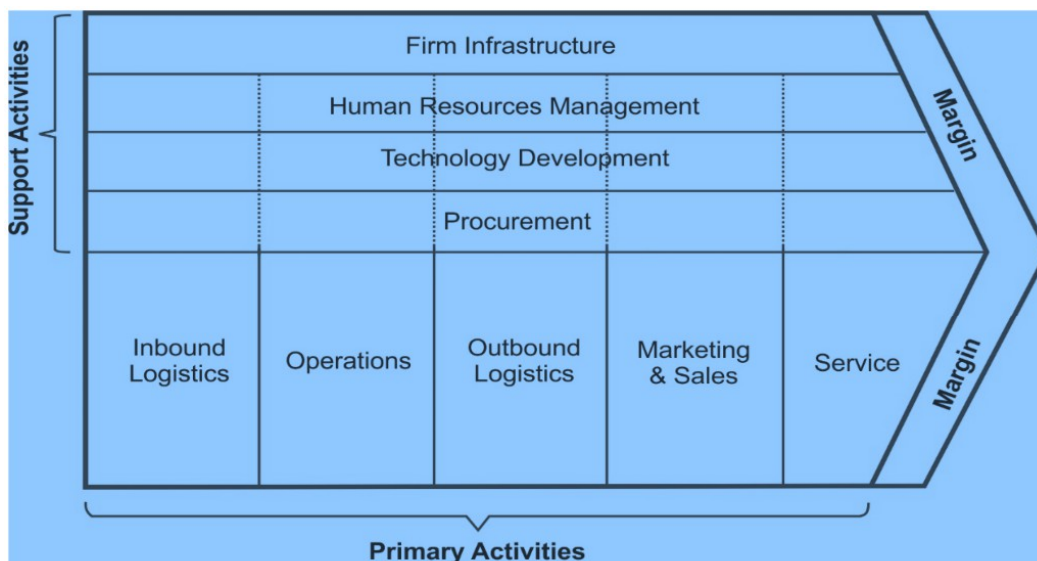 Support Activities
Firm Infrastructure
Human Resources Management
Technology Development
Procurement
Margin
Inbound
Logistics
Operations
Outbound
Logistics
Marketing
& Sales
Service
Margin
Primary Activities